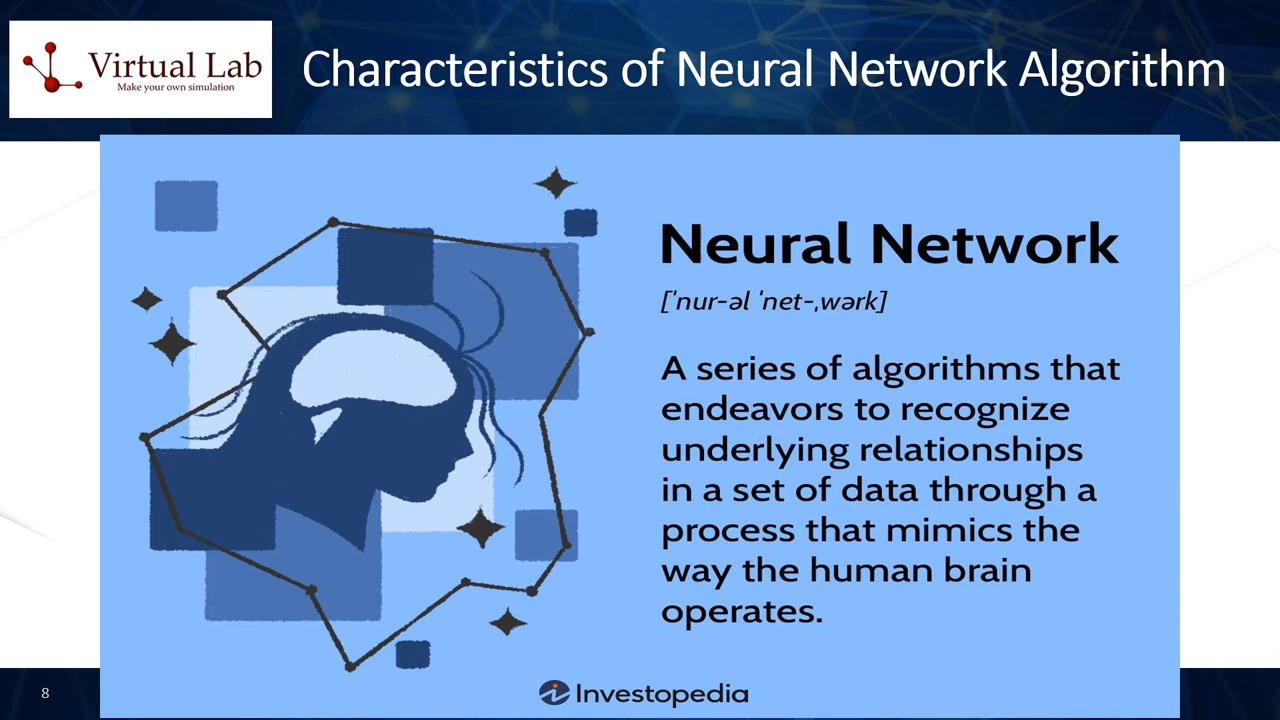 Virtual Lab
Make your own simulation
Characteristics of Neural Network Algorithm
Neural Network
[ˈnur-əl ˈnet-ˌwərk]
A series of algorithms that
endeavors to recognize
underlying relationships
in a set of data through a
process that mimics the
way the human brain
operates.
8
Investopedia